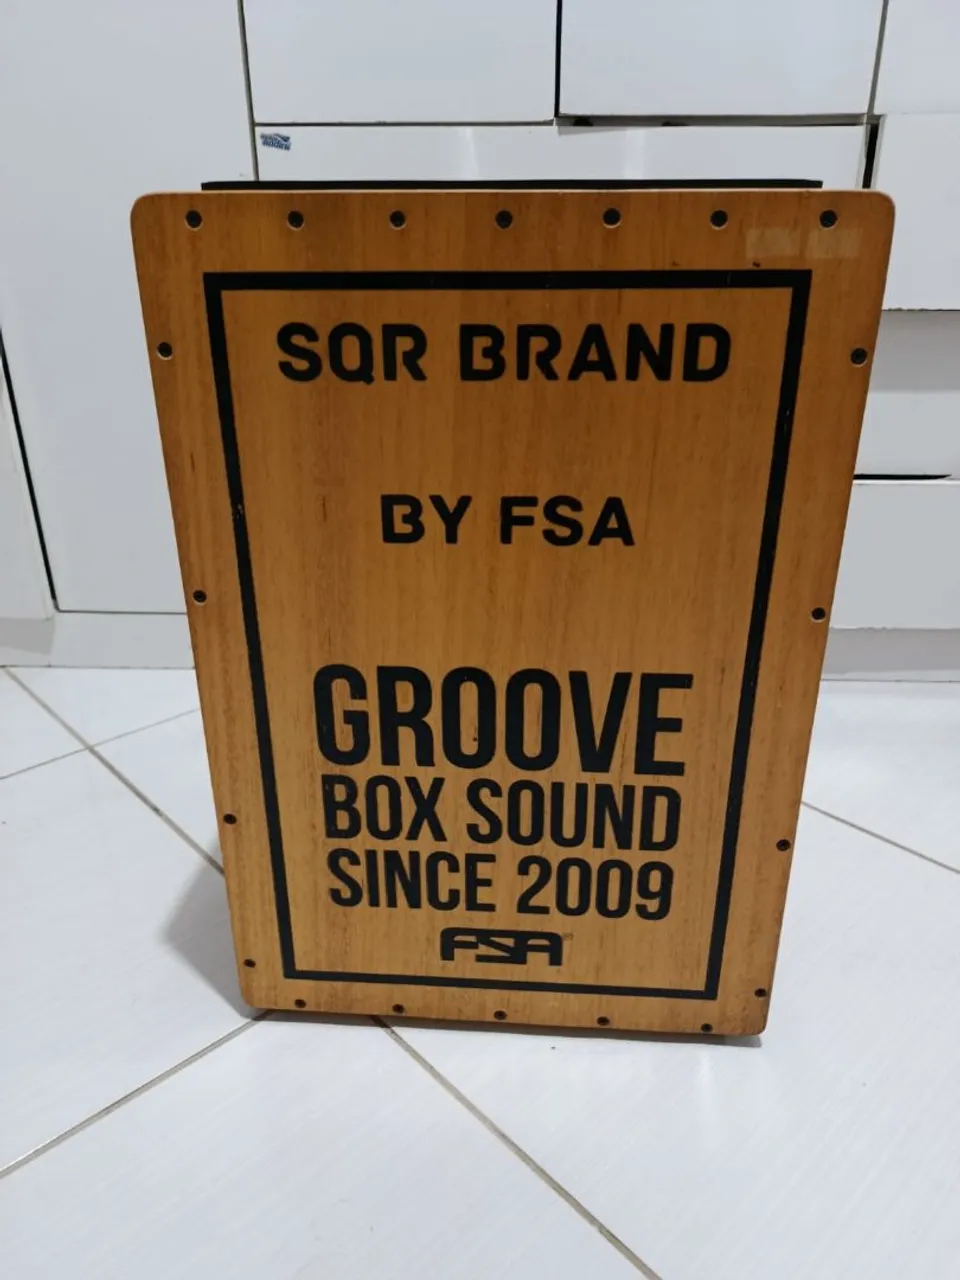 SQR BRAND
BY FSA
GROOVE
BOX SOUND
SINCE 2009
FSA